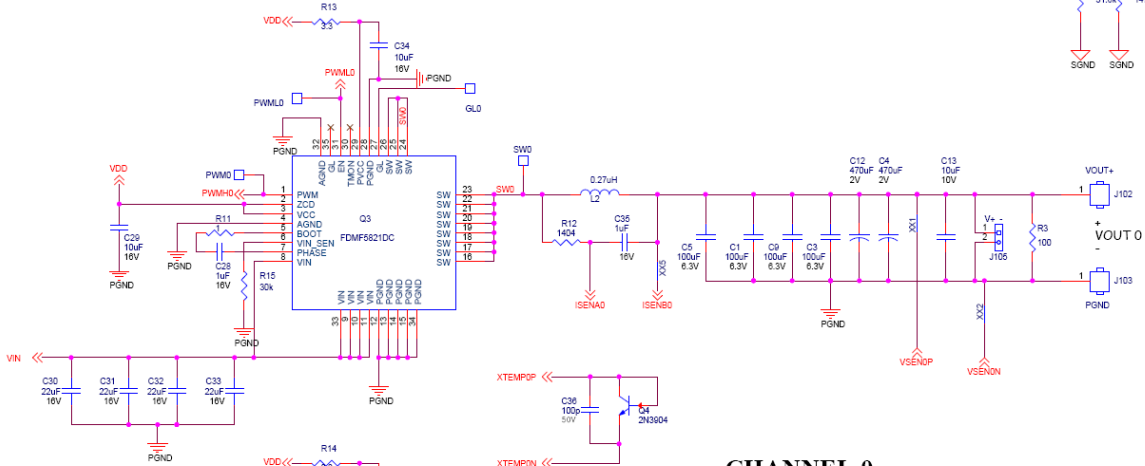 R13
VDD
3.3
C34
10uF
16V
PGND
SGND
SGND
PWML0
PWML0
GL0
SW0
32
35
31
30
29
28
27
26
25
24
AGND
GL
EN
TMON
PVCC
PGND
GL
SW
SW
SW
PGND
VDD
PWM0
PWMH0
1
2
3
4
5
6
7
8
PWM
ZCD
VCC
AGND
BOOT
VIN_SEN
PHASE
VIN
Q3
FDMF5821DC
SW
SW
SW
SW
SW
SW
SW
SW
23
22
21
20
19
18
17
16
SW0
SW0
0.27uH
L2
C29
10uF
16V
PGND
R11
1
PGND
C28
1uF
16V
R15
30k
PGND
R12
1404
C35
1uF
16V
XX5
ISENA0
ISENB0
VIN
VIN
VIN
VIN
PGND
PGND
PGND
PGND
PGND
33
9
10
11
12
13
14
15
34
PGND
C5
100uF
6.3V
C1
100uF
6.3V
C9
100uF
6.3V
C3
100uF
6.3V
PGND
C12
470uF
2V
C4
470uF
2V
C13
10uF
10V
XX1
XX2
VSEN0P
VSEN0N
V+ -
1
2
J105
R3
100
VOUT+
1
J102
+
VOUT 0
-
1
J103
PGND
VIN
C30
22uF
16V
C31
22uF
16V
C32
22uF
16V
C33
22uF
16V
PGND
XTEMP0P
C36
100p
50V
Q4
2N3904
XTEMP0N
R14
VDD
CHANNEL 0